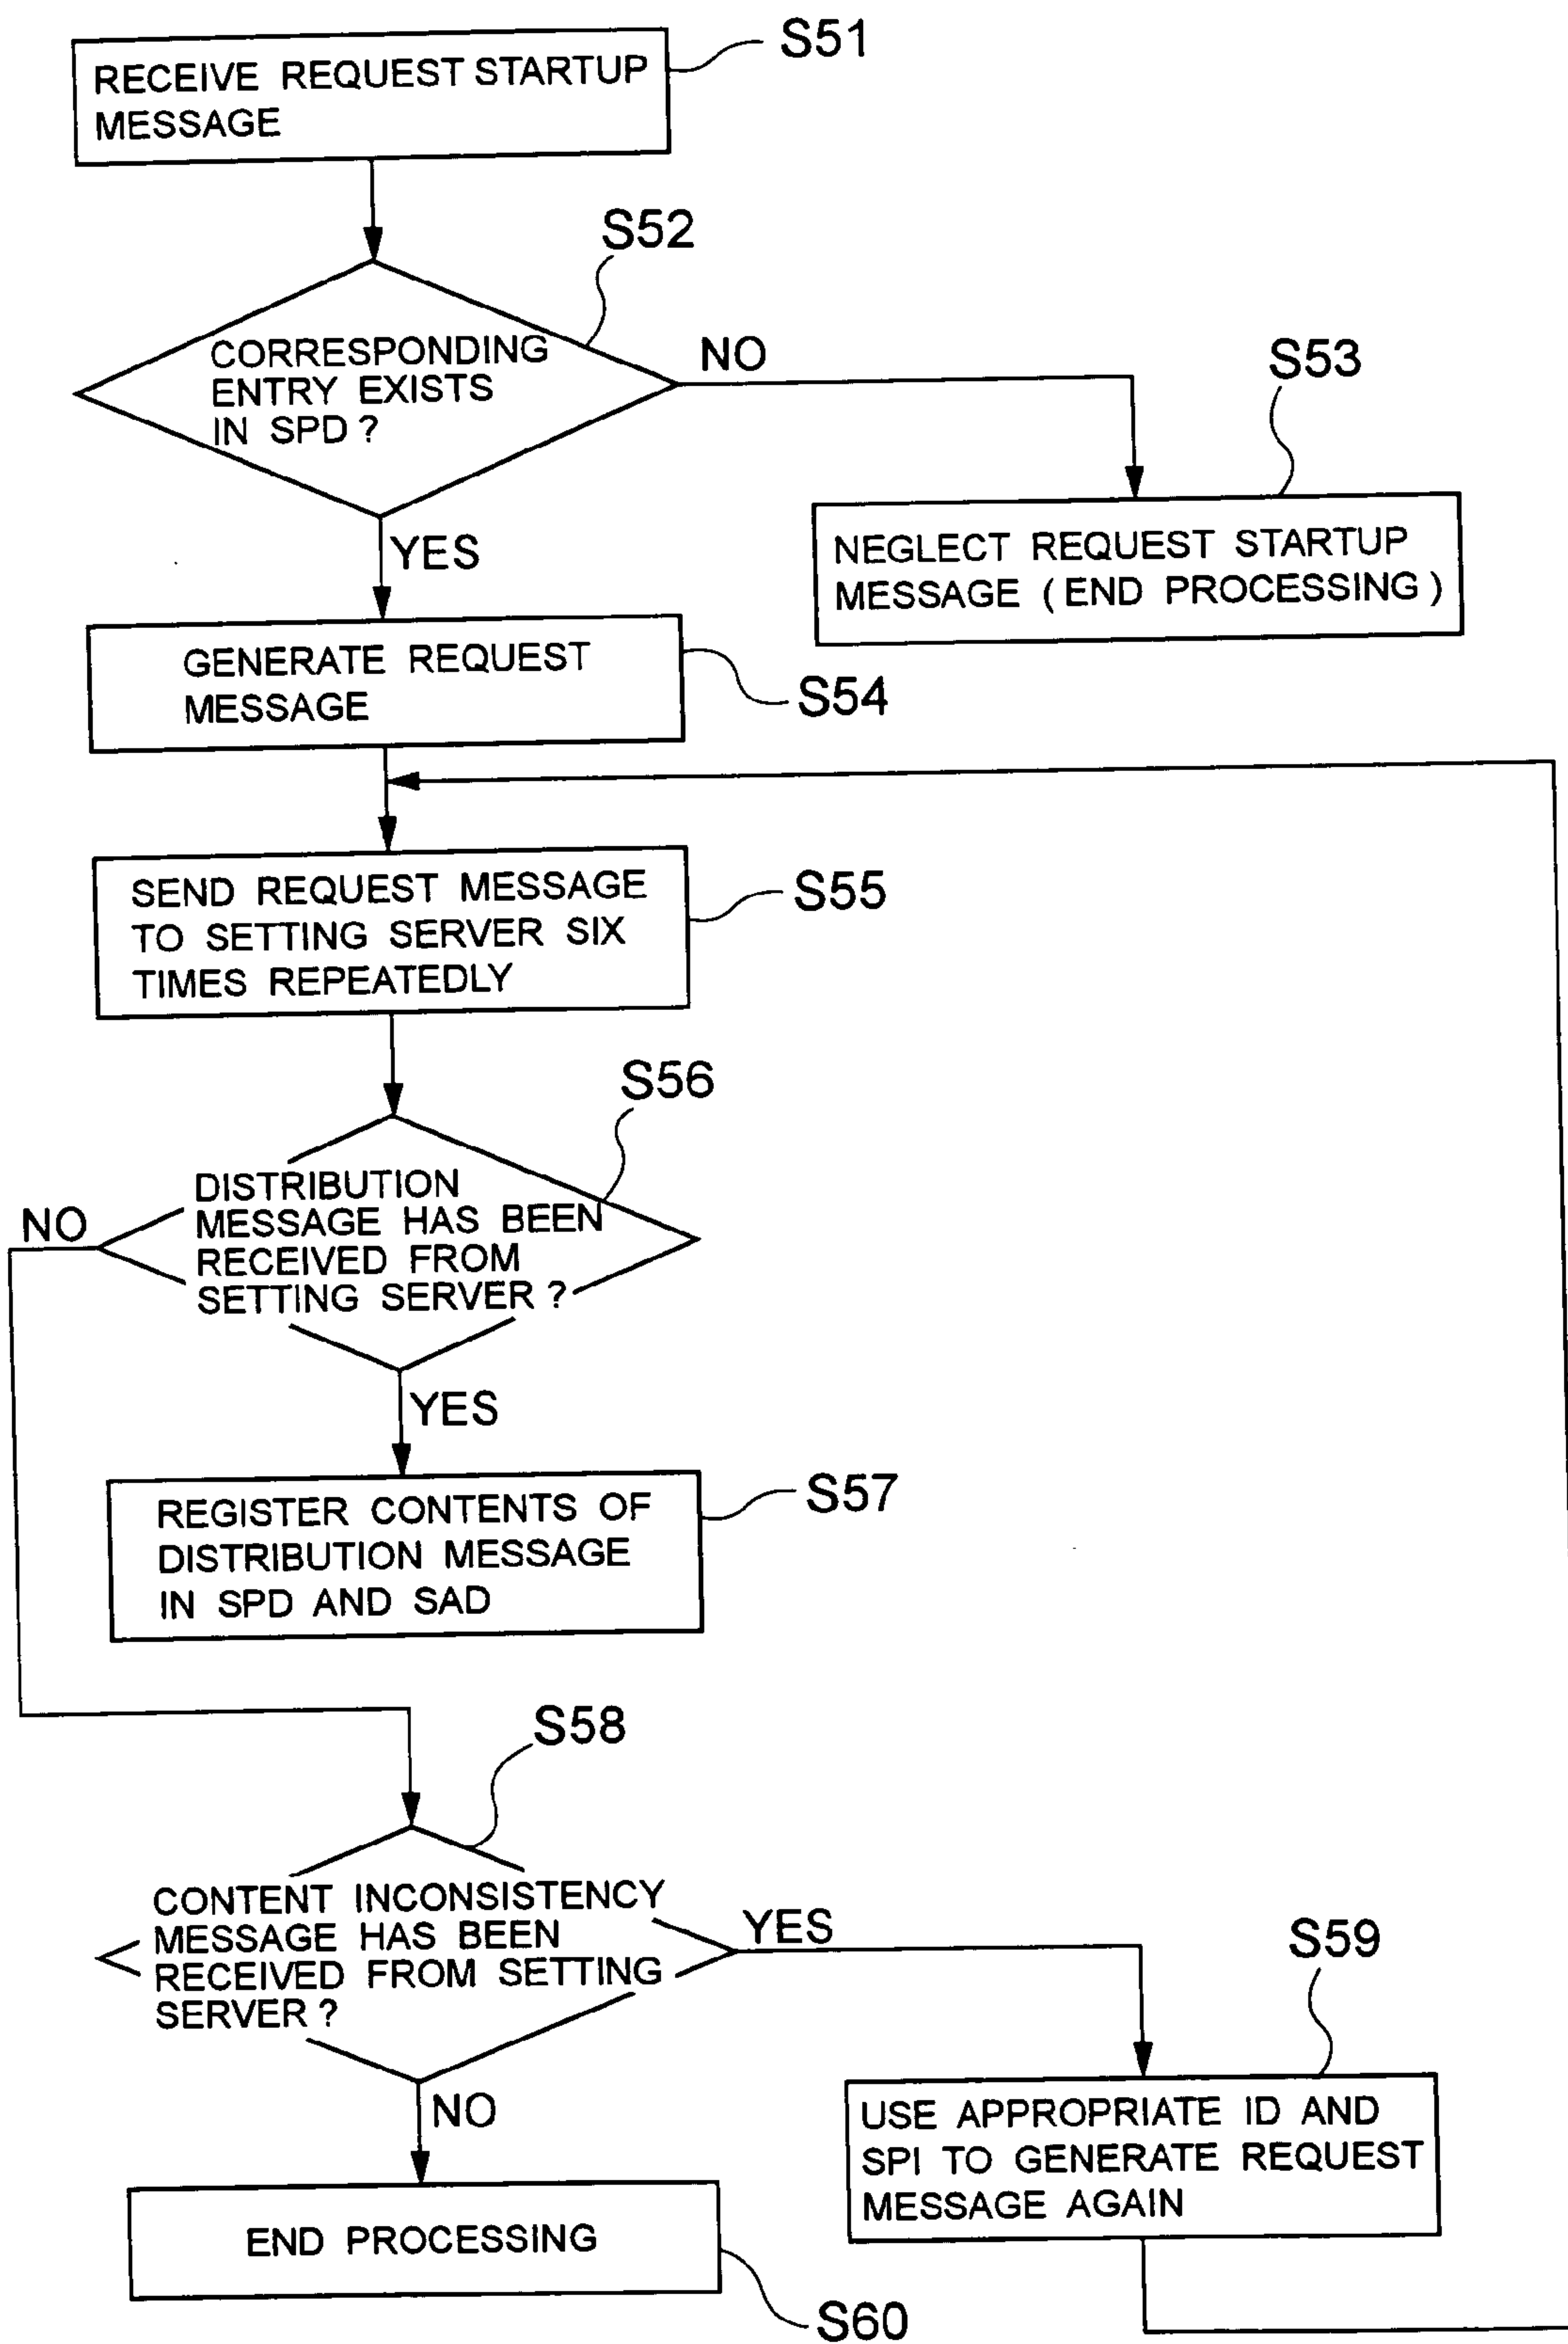 S51
RECEIVE REQUEST STARTUP
MESSAGE
S52
CORRESPONDING
ENTRY EXISTS
IN SPD?
NO
YES
S53
NEGLECT REQUEST STARTUP
MESSAGE (END PROCESSING)
GENERATE REQUEST
MESSAGE
S54
SEND REQUEST MESSAGE
TO SETTING SERVER SIX
TIMES REPEATEDLY
S55
S56
DISTRIBUTION
MESSAGE HAS BEEN
RECEIVED FROM
SETTING SERVER?
NO
YES
REGISTER CONTENTS OF
DISTRIBUTION MESSAGE
IN SPD AND SAD
S57
S58
CONTENT INCONSISTENCY
MESSAGE HAS BEEN
RECEIVED FROM SETTING
SERVER?
YES
NO
S59
USE APPROPRIATE ID AND
SPI TO GENERATE REQUEST
MESSAGE AGAIN
END PROCESSING
S60